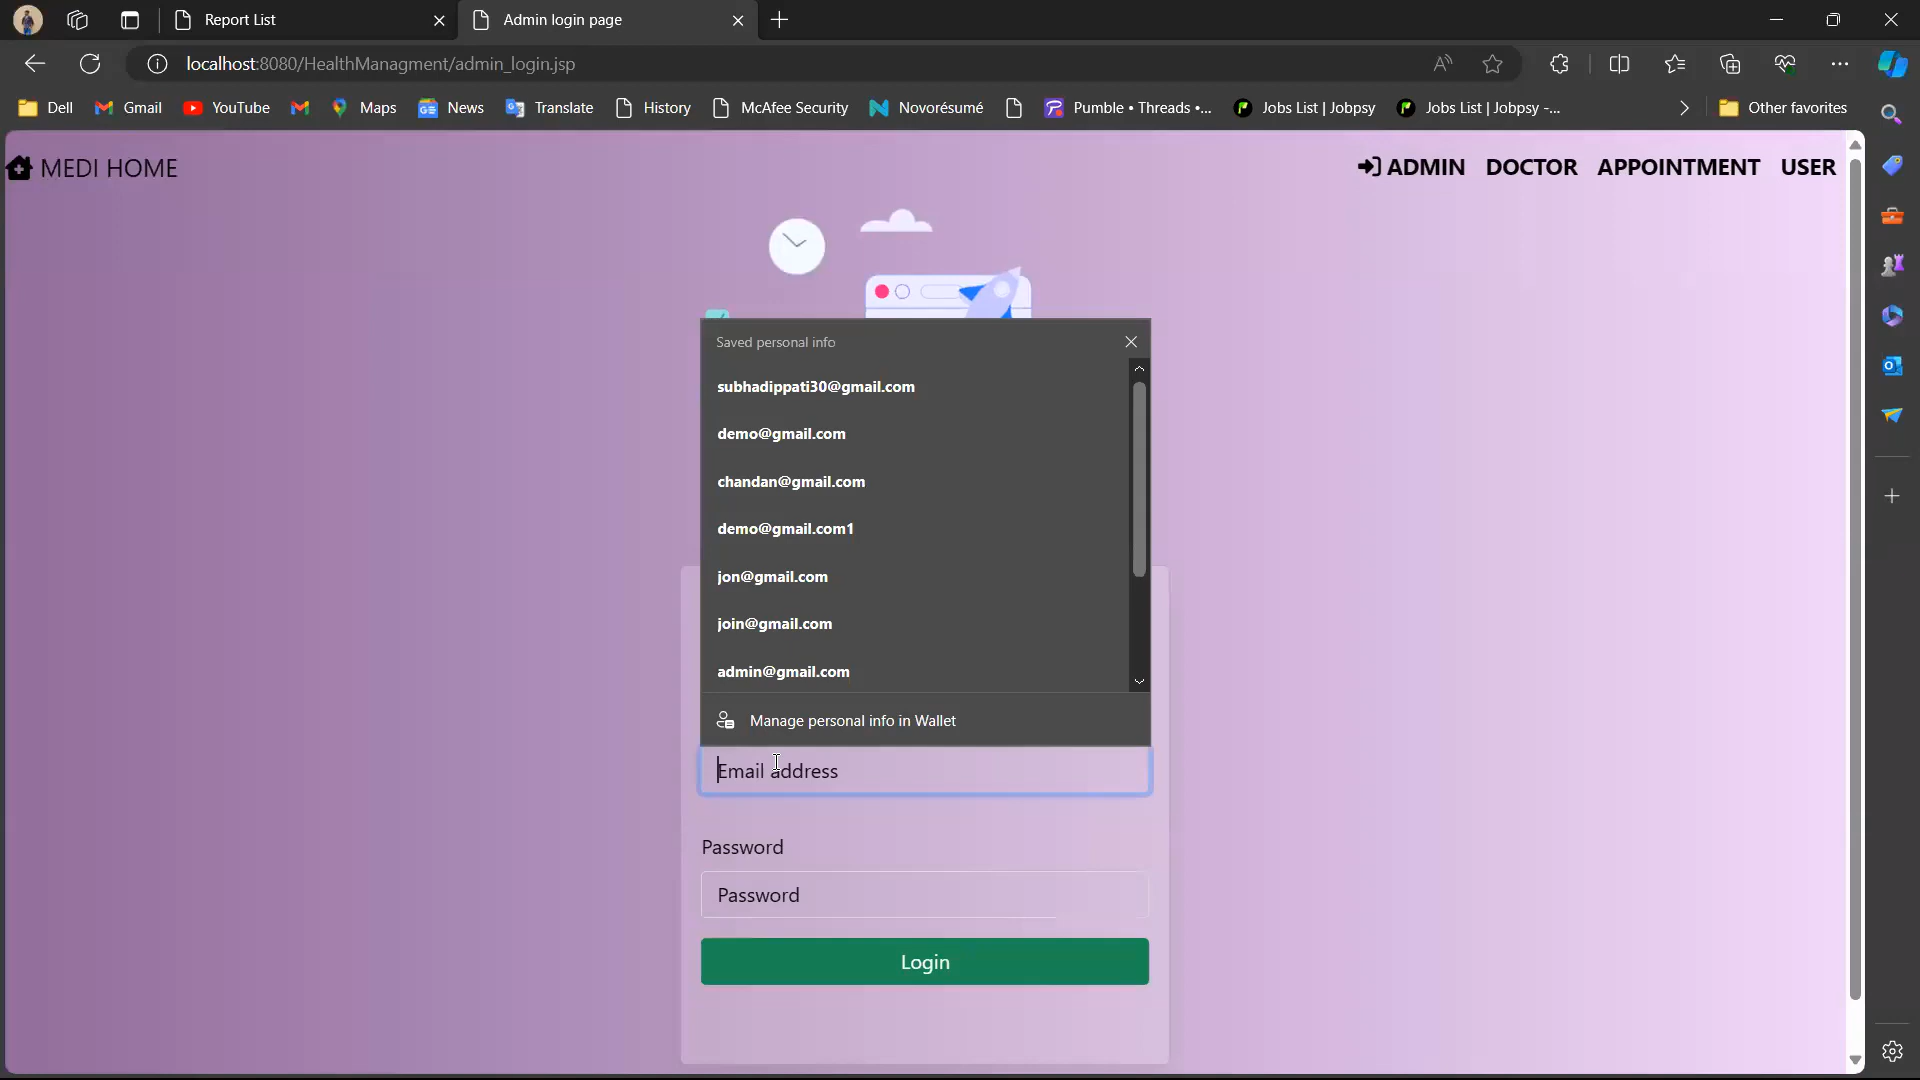 Report List
Admin login page
localhost:8080/HealthManagment/admin_login.jsp
Dell
Gmail
YouTube
Maps
News
Translate
History
McAfee Security
Novorésumé
Pumble • Threads •...
Jobs List | Jobpsy
Jobs List | Jobpsy -...
Other favorites
MEDI HOME
ADMIN DOCTOR APPOINTMENT USER
Saved personal info
subhadippati30@gmail.com
demo@gmail.com
chandan@gmail.com
demo@gmail.com1
jon@gmail.com
join@gmail.com
admin@gmail.com
Manage personal info in Wallet
Email address
Password
Password
Login